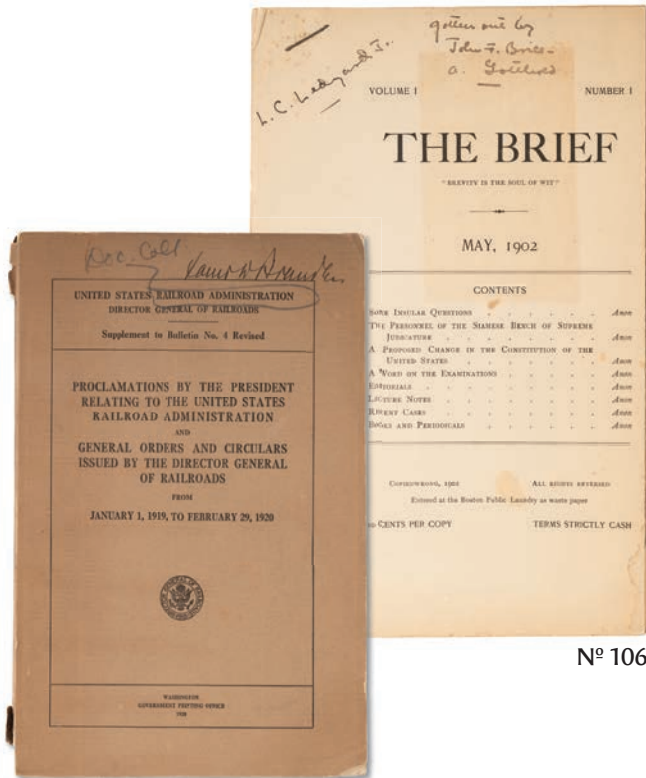 L. C. Ledyard Jr.
gotten out by
John F. Brice
A. Gotthold
VOLUME I NUMBER I
THE BRIEF
"BREVITY IS THE SOUL OF WIT"
MAY, 1902
CONTENTS
SOME INSULAR QUESTIONS . . . . . . Anon
THE PERSONNEL OF THE SIAMESE BENCH OF SUPREME
JUDICATURE . . . . . . . Anon
A PROPOSED CHANGE IN THE CONSTITUTION OF THE
UNITED STATES . . . . . . . Anon
A WORD ON THE EXAMINATIONS . . . . . Anon
EDITORIALS . . . . . . . . Anon
LECTURE NOTES . . . . . . . Anon
RECENT CASES . . . . . . . Anon
BOOKS AND PERIODICALS . . . . . . Anon
COPIEDWRONG, 1902 ALL RIGHTS REVERSED
Entered at the Boston Public Laundry as waste paper
CENTS PER COPY TERMS STRICTLY CASH
Nº 106
Doc. Coll
UNITED STATES RAILROAD ADMINISTRATION
DIRECTOR GENERAL OF RAILROADS
Supplement to Bulletin No. 4 Revised
PROCLAMATIONS BY THE PRESIDENT
RELATING TO THE UNITED STATES
RAILROAD ADMINISTRATION
AND
GENERAL ORDERS AND CIRCULARS
ISSUED BY THE DIRECTOR GENERAL
OF RAILROADS
FROM
JANUARY 1, 1919, TO FEBRUARY 29, 1920
WASHINGTON
GOVERNMENT PRINTING OFFICE
1920